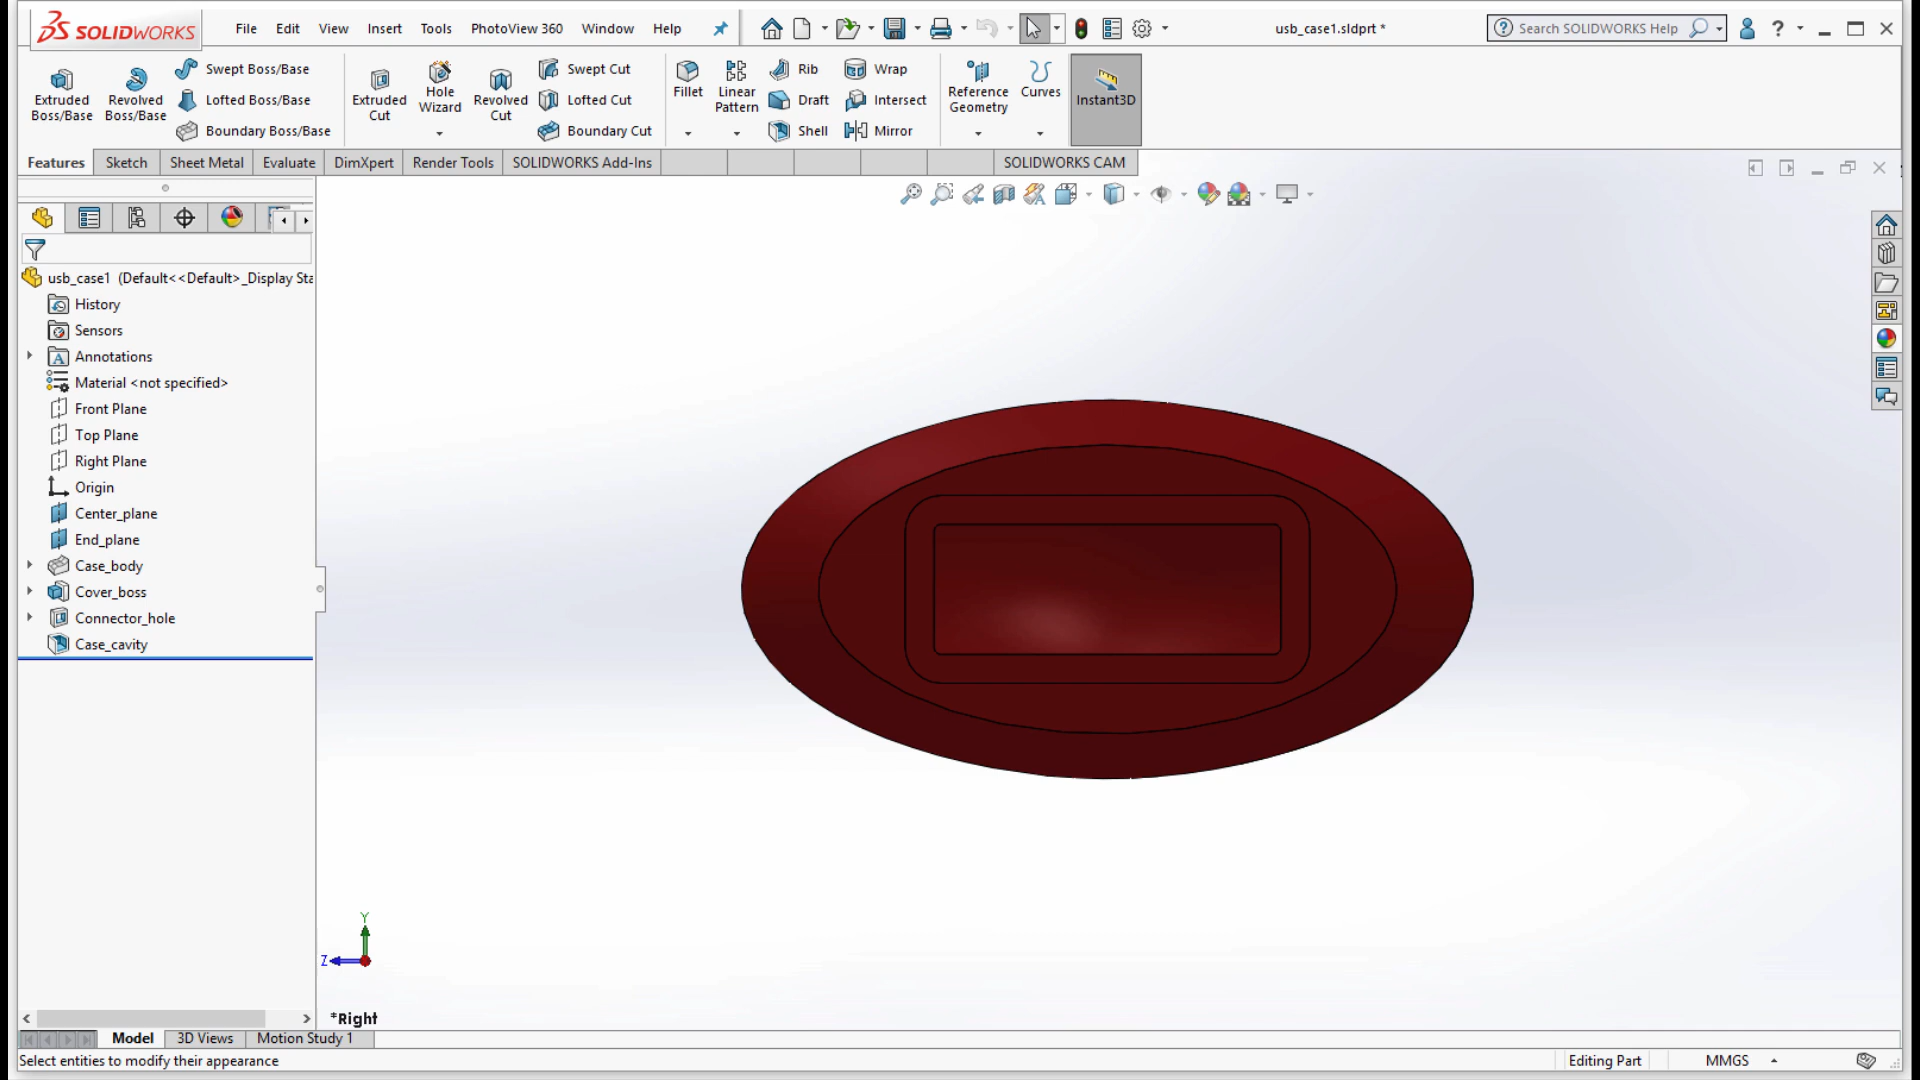 SOLIDWORKS
File Edit View Insert Tools PhotoView 360 Window Help
usb_case1.sldprt *
Search SOLIDWORKS Help
Extruded Boss/Base
Revolved Boss/Base
Swept Boss/Base
Lofted Boss/Base
Boundary Boss/Base
Extruded Cut
Hole Wizard
Revolved Cut
Swept Cut
Lofted Cut
Boundary Cut
Fillet
Linear Pattern
Rib
Draft
Shell
Wrap
Intersect
Mirror
Reference Geometry
Curves
Instant3D
Features Sketch Sheet Metal Evaluate DimXpert Render Tools SOLIDWORKS Add-Ins SOLIDWORKS CAM
usb_case1 (Default<<Default>_Display Sta
History
Sensors
Annotations
Material <not specified>
Front Plane
Top Plane
Right Plane
Origin
Center_plane
End_plane
Case_body
Cover_boss
Connector_hole
Case_cavity
Y
Z
*Right
Model 3D Views Motion Study 1
Select entities to modify their appearance
Editing Part
MMGS